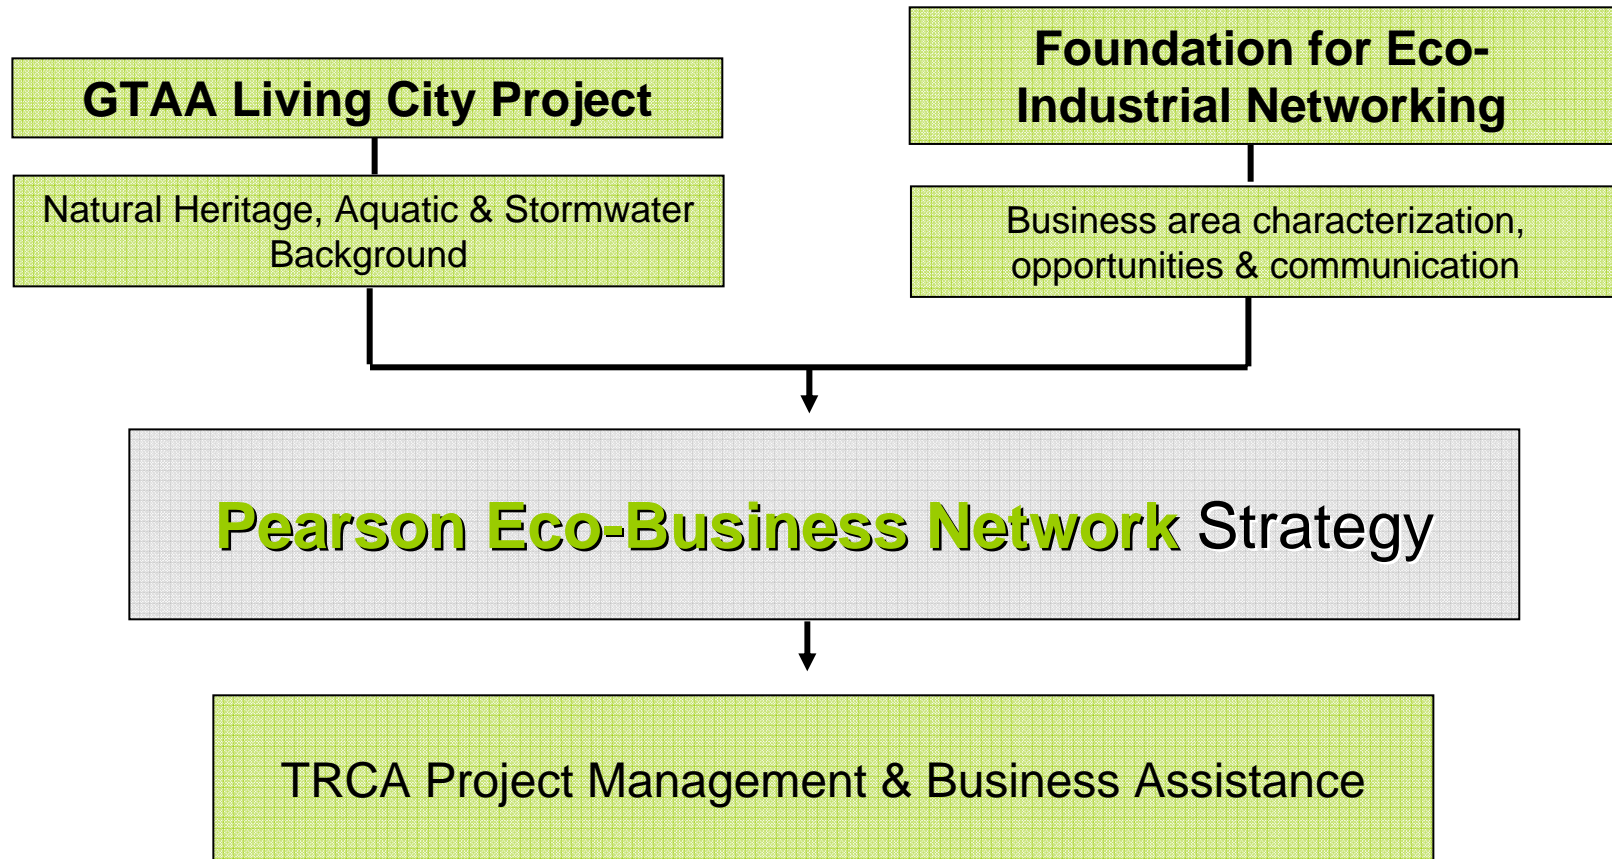 GTAA Living City Project
Natural Heritage, Aquatic & Stormwater
Background
Foundation for Eco-
Industrial Networking
Business area characterization,
opportunities & communication
Pearson Eco-Business Network Strategy
TRCA Project Management & Business Assistance